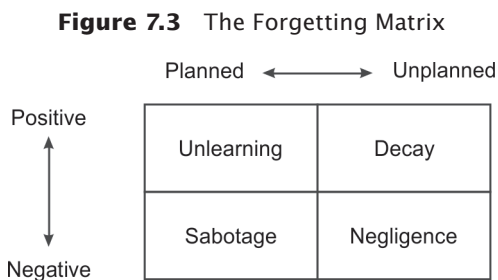 Figure 7.3 The Forgetting Matrix
Planned Unplanned
Positive
Unlearning Decay
Sabotage Negligence
Negative